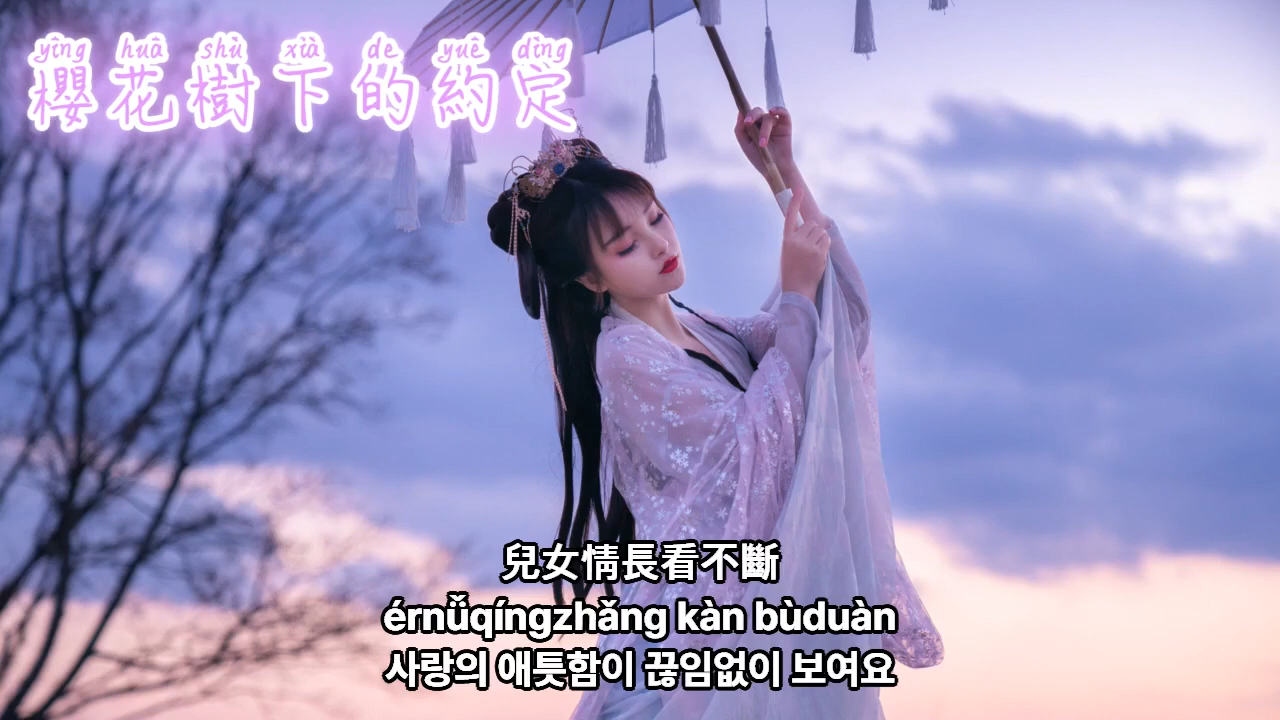 yīng huā shù xià de yuē dìng
櫻花樹下的約定
兒女情長看不斷
érnǚqíngzhǎng kàn bùduàn
사랑의 애틋함이 끊임없이 보여요